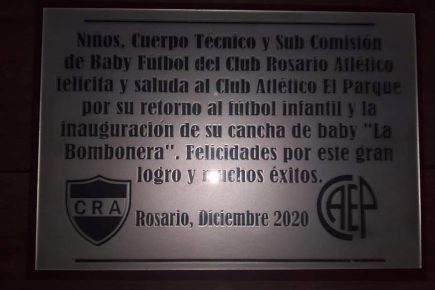 Niños, Cuerpo Técnico y Sub Comisión
de Baby Fútbol del Club Rosario Atlético
felicita y saluda al Club Atlético El Parque
por su retorno al fútbol infantil y la
inauguración de su cancha de baby "La
Bombonera". Felicidades por este gran
logro y muchos éxitos.
CRA
Rosario, Diciembre 2020
CAEP